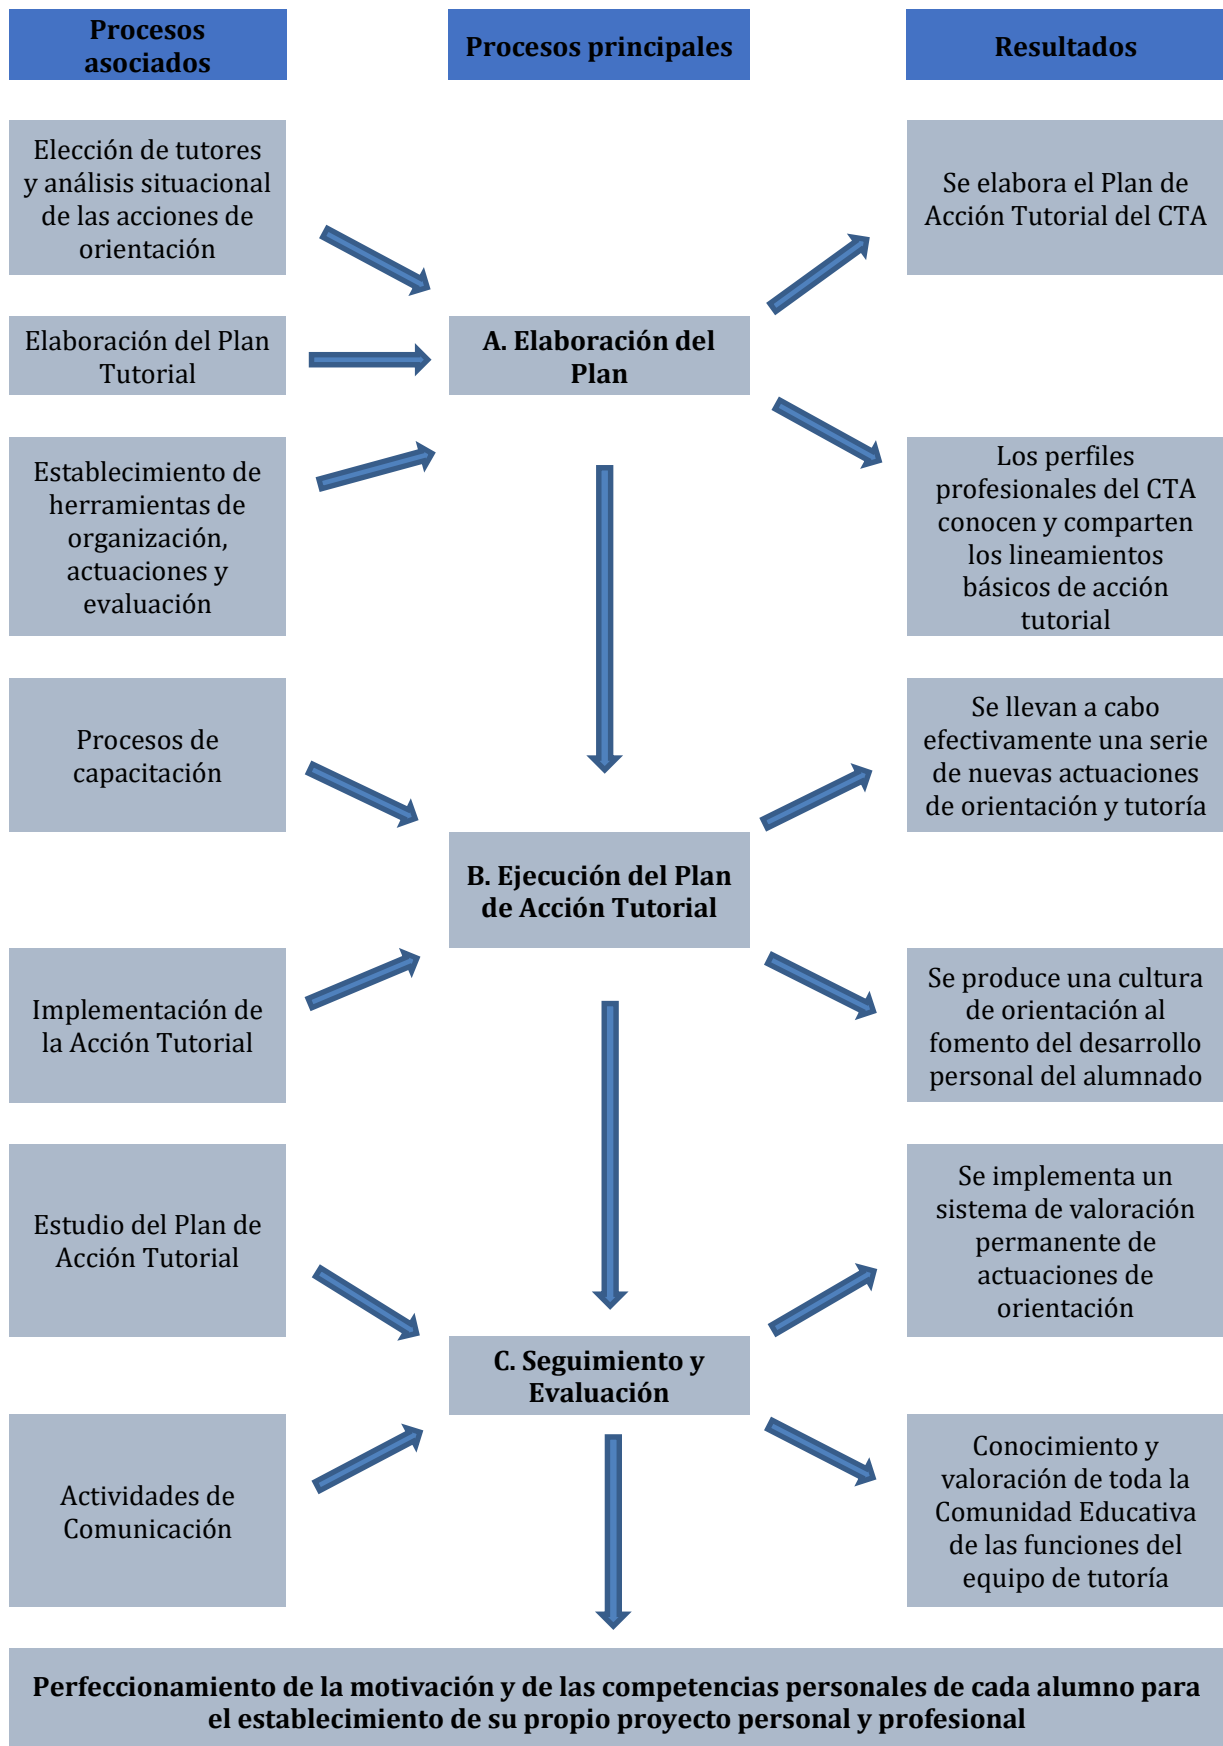 Procesos
asociados
Procesos principales
Resultados
Elección de tutores
y análisis situacional
de las acciones de
orientación
Se elabora el Plan de
Acción Tutorial del CTA
Elaboración del Plan
Tutorial
A. Elaboración del
Plan
Establecimiento de
herramientas de
organización,
actuaciones y
evaluación
Los perfiles
profesionales del CTA
conocen y comparten
los lineamientos
básicos de acción
tutorial
Procesos de
capacitación
Se llevan a cabo
efectivamente una serie
de nuevas actuaciones
de orientación y tutoría
B. Ejecución del Plan
de Acción Tutorial
Implementación de
la Acción Tutorial
Se produce una cultura
de orientación al
fomento del desarrollo
personal del alumnado
Estudio del Plan de
Acción Tutorial
Se implementa un
sistema de valoración
permanente de
actuaciones de
orientación
C. Seguimiento y
Evaluación
Actividades de
Comunicación
Conocimiento y
valoración de toda la
Comunidad Educativa
de las funciones del
equipo de tutoría
Perfeccionamiento de la motivación y de las competencias personales de cada alumno para
el establecimiento de su propio proyecto personal y profesional